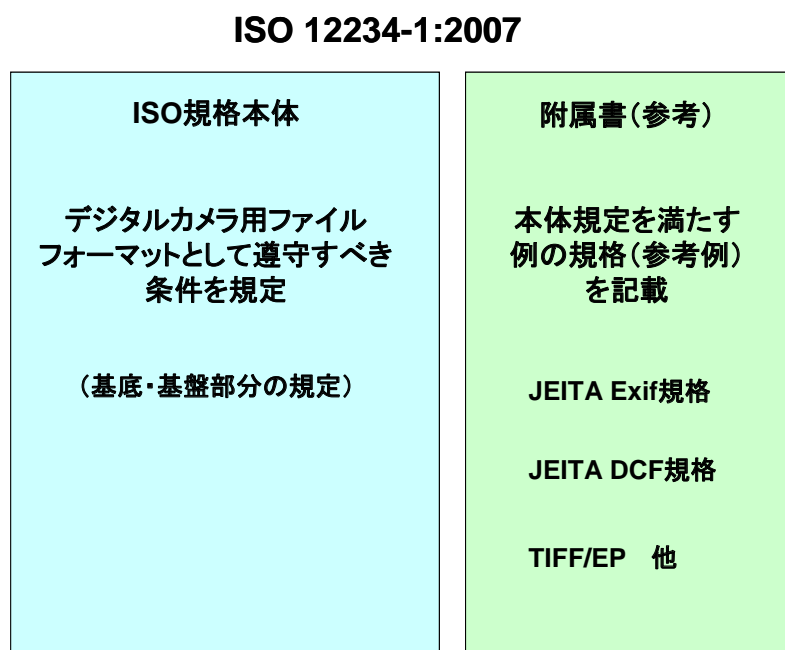 ISO 12234-1:2007
ISO規格本体
デジタルカメラ用ファイル
フォーマットとして遵守すべき
条件を規定
（基底・基盤部分の規定）
附属書（参考）
本体規定を満たす
例の規格（参考例）
を記載
JEITA Exif規格
JEITA DCF規格
TIFF/EP　他